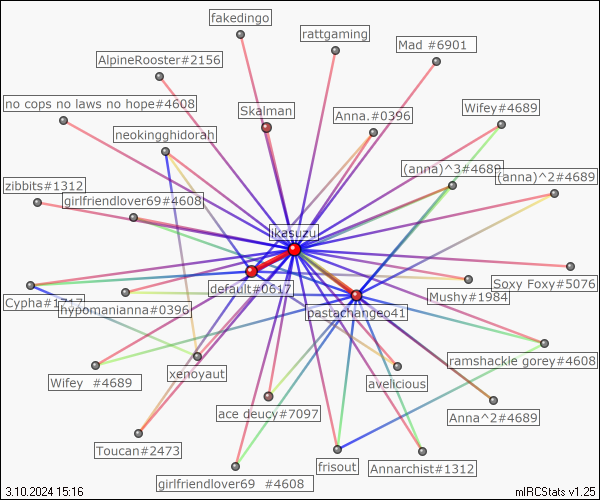 fakedingo
rattgaming
Mad #6901
AlpineRooster#2156
no cops no laws no hope#4608
Skalman
Anna.#0396
Wifey#4689
neokingghidorah
(anna)^3#4689
(anna)^2#4689
zibbits#1312
girlfriendlover69#4608
ikasuzu
default#0617
Soxy Foxy#5076
Mushy#1984
Cypha#1717
hypomanianna#0396
pastachangeo41
ramshackle gorey#4608
xenoyaut
avelicious
Wifey #4689
ace deucy#7097
Anna^2#4689
Toucan#2473
frisout
Annarchist#1312
girlfriendlover69 #4608
3.10.2024 15:16
mIRCStats v1.25